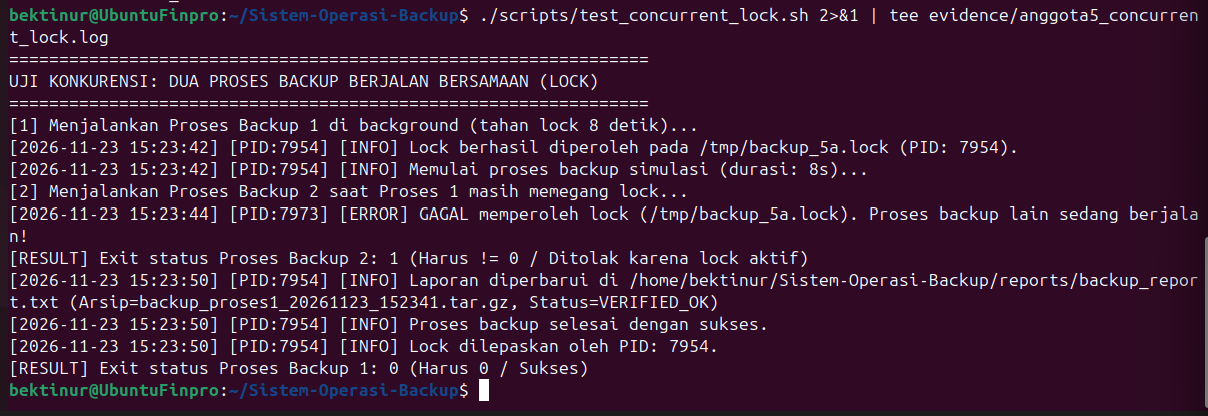 bektinur@UbuntuFinpro:~/Sistem-Operasi-Backup$ ./scripts/test_concurrent_lock.sh 2>&1 | tee evidence/anggota5_concurren
t_lock.log
================================================================
UJI KONKURENSI: DUA PROSES BACKUP BERJALAN BERSAMAAN (LOCK)
================================================================
[1] Menjalankan Proses Backup 1 di background (tahan lock 8 detik)...
[2026-11-23 15:23:42] [PID:7954] [INFO] Lock berhasil diperoleh pada /tmp/backup_5a.lock (PID: 7954).
[2026-11-23 15:23:42] [PID:7954] [INFO] Memulai proses backup simulasi (durasi: 8s)...
[2] Menjalankan Proses Backup 2 saat Proses 1 masih memegang lock...
[2026-11-23 15:23:44] [PID:7973] [ERROR] GAGAL memperoleh lock (/tmp/backup_5a.lock). Proses backup lain sedang berjala
n!
[RESULT] Exit status Proses Backup 2: 1 (Harus != 0 / Ditolak karena lock aktif)
[2026-11-23 15:23:50] [PID:7954] [INFO] Laporan diperbarui di /home/bektinur/Sistem-Operasi-Backup/reports/backup_repor
t.txt (Arsip=backup_proses1_20261123_152341.tar.gz, Status=VERIFIED_OK)
[2026-11-23 15:23:50] [PID:7954] [INFO] Proses backup selesai dengan sukses.
[2026-11-23 15:23:50] [PID:7954] [INFO] Lock dilepaskan oleh PID: 7954.
[RESULT] Exit status Proses Backup 1: 0 (Harus 0 / Sukses)
bektinur@UbuntuFinpro:~/Sistem-Operasi-Backup$